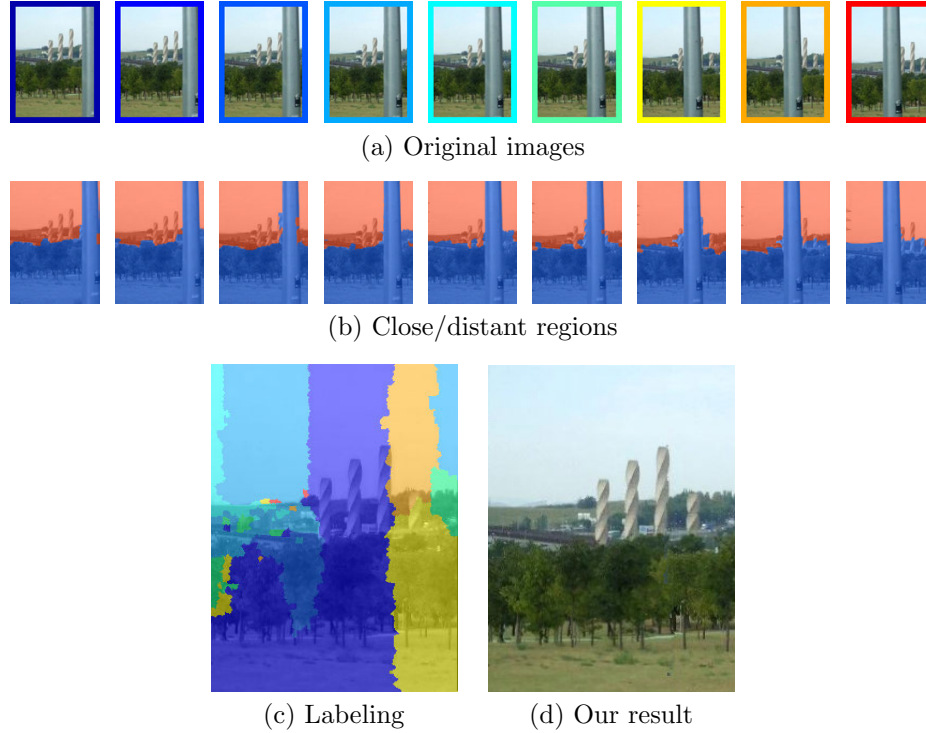 (a) Original images
(b) Close/distant regions
(c) Labeling
(d) Our result